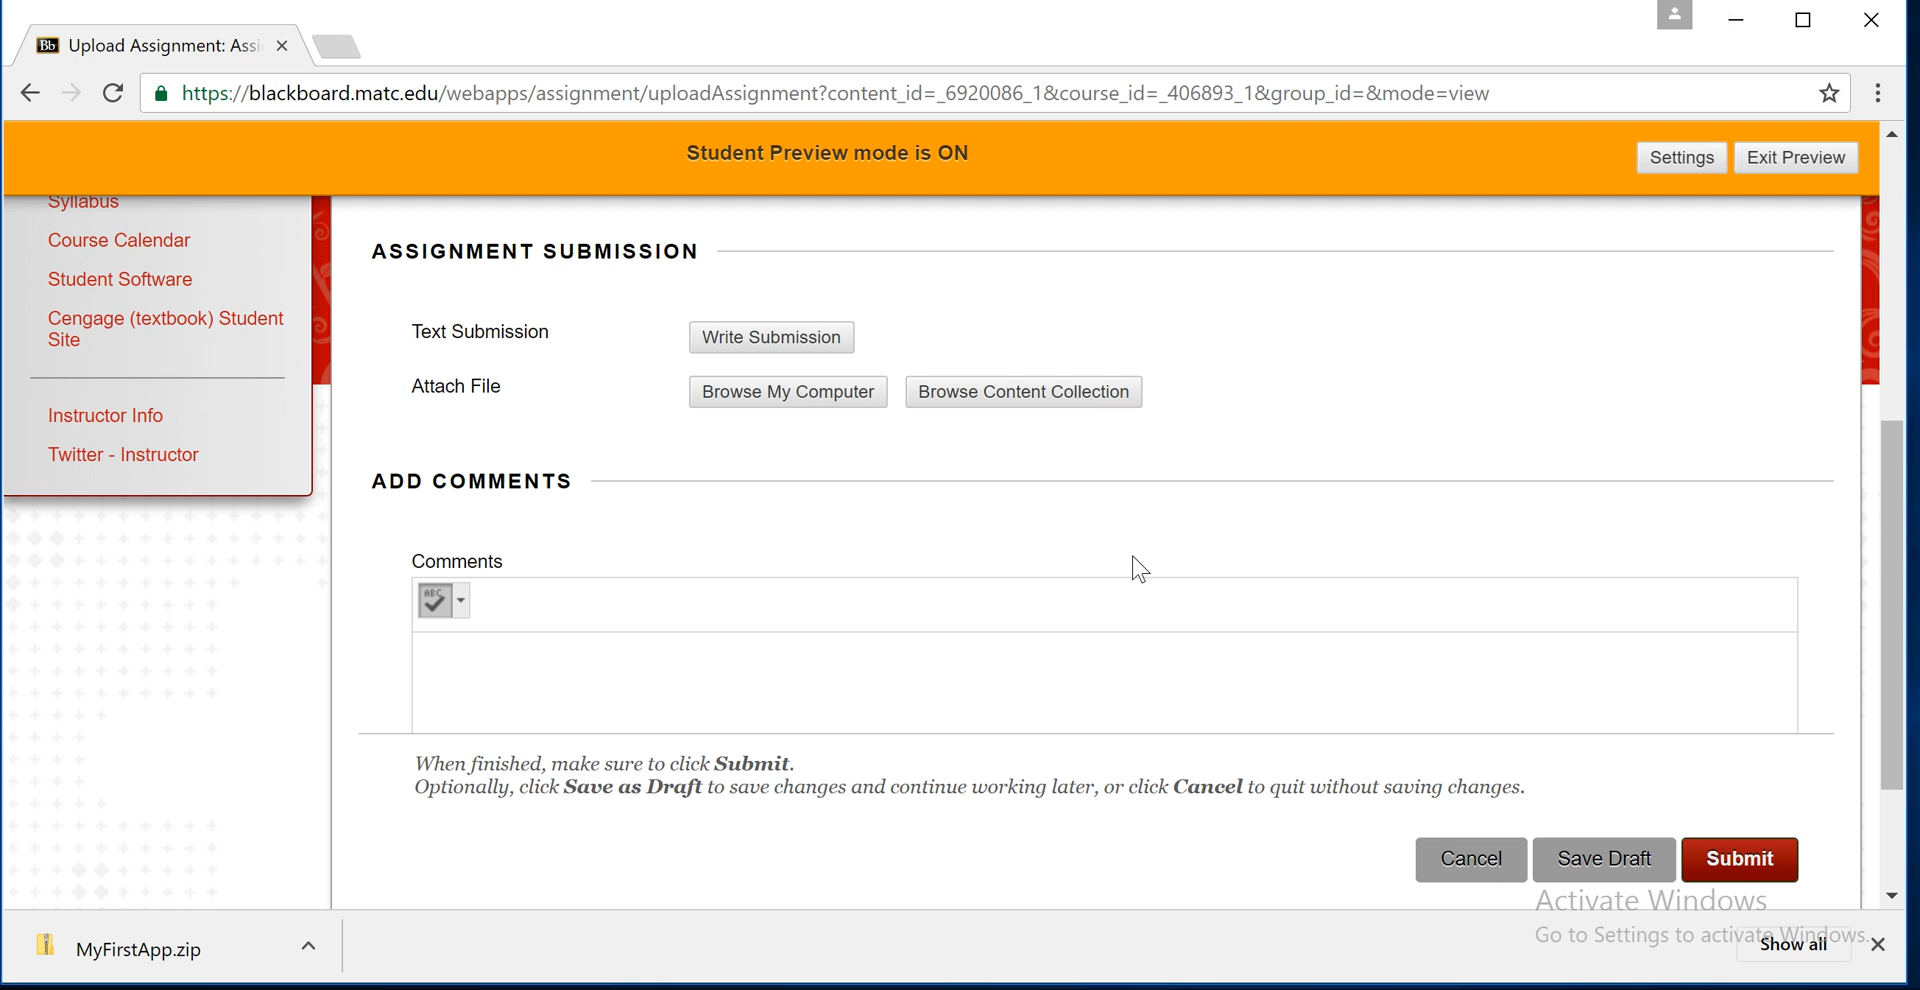 Bb Upload Assignment: Assi
https://blackboard.matc.edu/webapps/assignment/uploadAssignment?content_id=_6920086_1&course_id=_406893_1&group_id=&mode=view
Student Preview mode is ON
Settings
Exit Preview
Syllabus
Course Calendar
Student Software
Cengage (textbook) Student
Site
Instructor Info
Twitter - Instructor
ASSIGNMENT SUBMISSION
Text Submission
Write Submission
Attach File
Browse My Computer
Browse Content Collection
ADD COMMENTS
Comments
ABC
When finished, make sure to click Submit.
Optionally, click Save as Draft to save changes and continue working later, or click Cancel to quit without saving changes.
Cancel
Save Draft
Submit
Activate Windows
Go to Settings to activate Windows.
MyFirstApp.zip
Show all